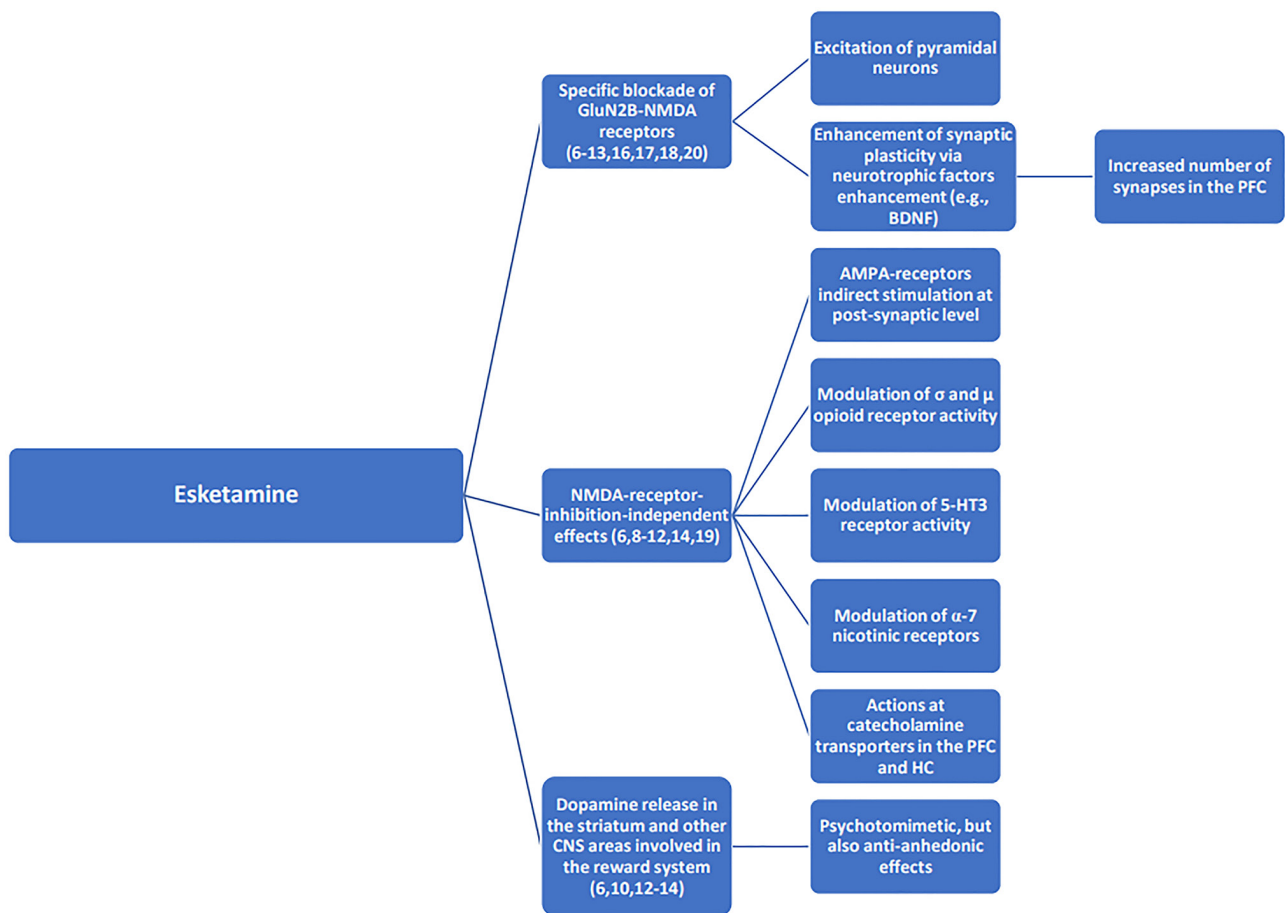 Esketamine
Specific blockade of
GluN2B-NMDA
receptors
(6-13,16,17,18,20)
Excitation of pyramidal
neurons
Enhancement of synaptic
plasticity via
neurotrophic factors
enhancement (e.g.,
BDNF)
Increased number of
synapses in the PFC
NMDA-receptor-
inhibition-independent
effects (6,8-12,14,19)
AMPA-receptors
indirect stimulation at
post-synaptic level
Modulation of σ and μ
opioid receptor activity
Modulation of 5-HT3
receptor activity
Modulation of α-7
nicotinic receptors
Actions at
catecholamine
transporters in the PFC
and HC
Dopamine release in
the striatum and other
CNS areas involved in
the reward system
(6,10,12-14)
Psychotomimetic, but
also anti-anhedonic
effects